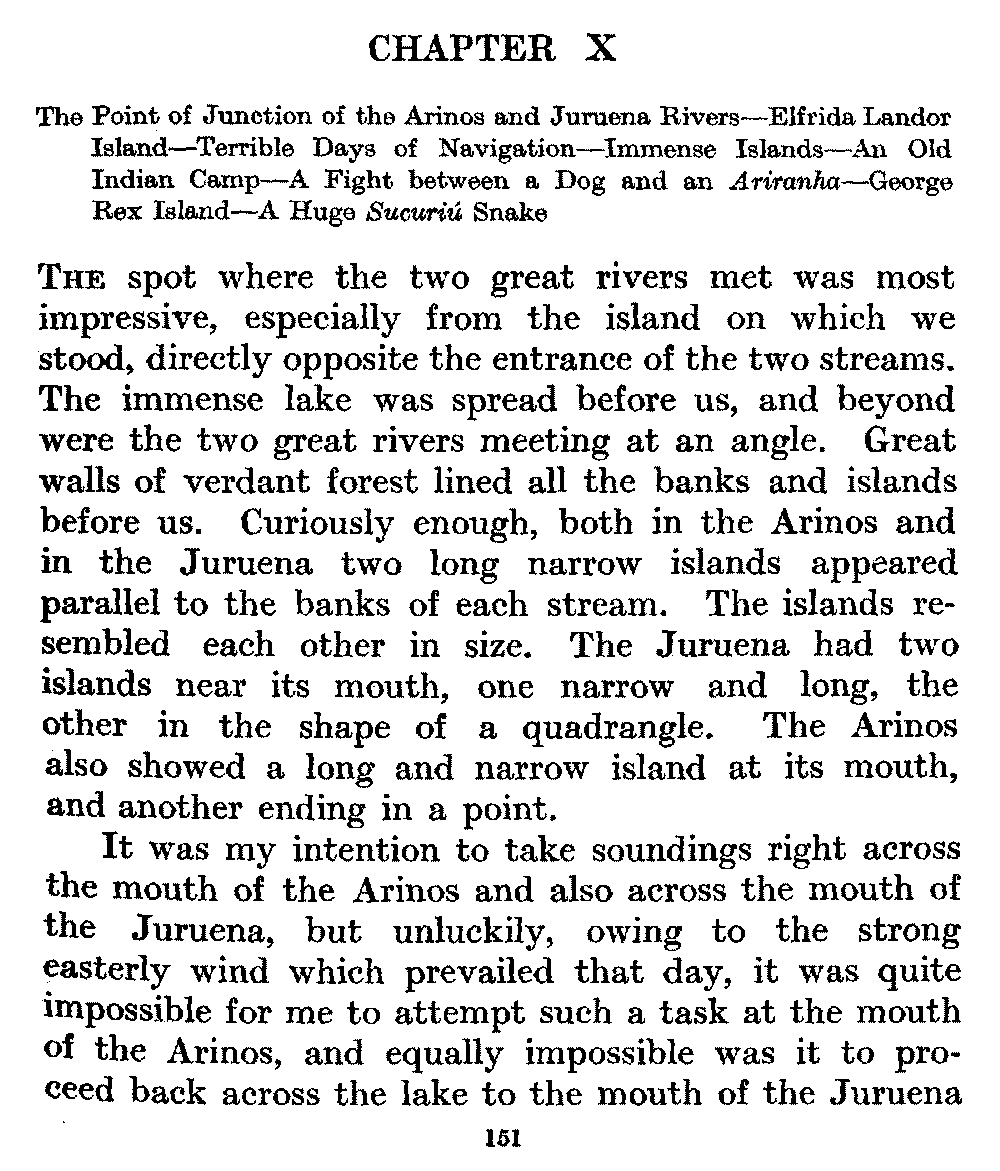 CHAPTER X
The Point of Junction of the Arinos and Juruena Rivers—Elfrida Landor
Island—Terrible Days of Navigation—Immense Islands—An Old
Indian Camp—A Fight between a Dog and an Ariranha—George
Rex Island—A Huge Sucuriú Snake
THE spot where the two great rivers met was most
impressive, especially from the island on which we
stood, directly opposite the entrance of the two streams.
The immense lake was spread before us, and beyond
were the two great rivers meeting at an angle. Great
walls of verdant forest lined all the banks and islands
before us. Curiously enough, both in the Arinos and
in the Juruena two long narrow islands appeared
parallel to the banks of each stream. The islands re-
sembled each other in size. The Juruena had two
islands near its mouth, one narrow and long, the
other in the shape of a quadrangle. The Arinos
also showed a long and narrow island at its mouth,
and another ending in a point.
It was my intention to take soundings right across
the mouth of the Arinos and also across the mouth of
the Juruena, but unluckily, owing to the strong
easterly wind which prevailed that day, it was quite
impossible for me to attempt such a task at the mouth
of the Arinos, and equally impossible was it to pro-
ceed back across the lake to the mouth of the Juruena
151